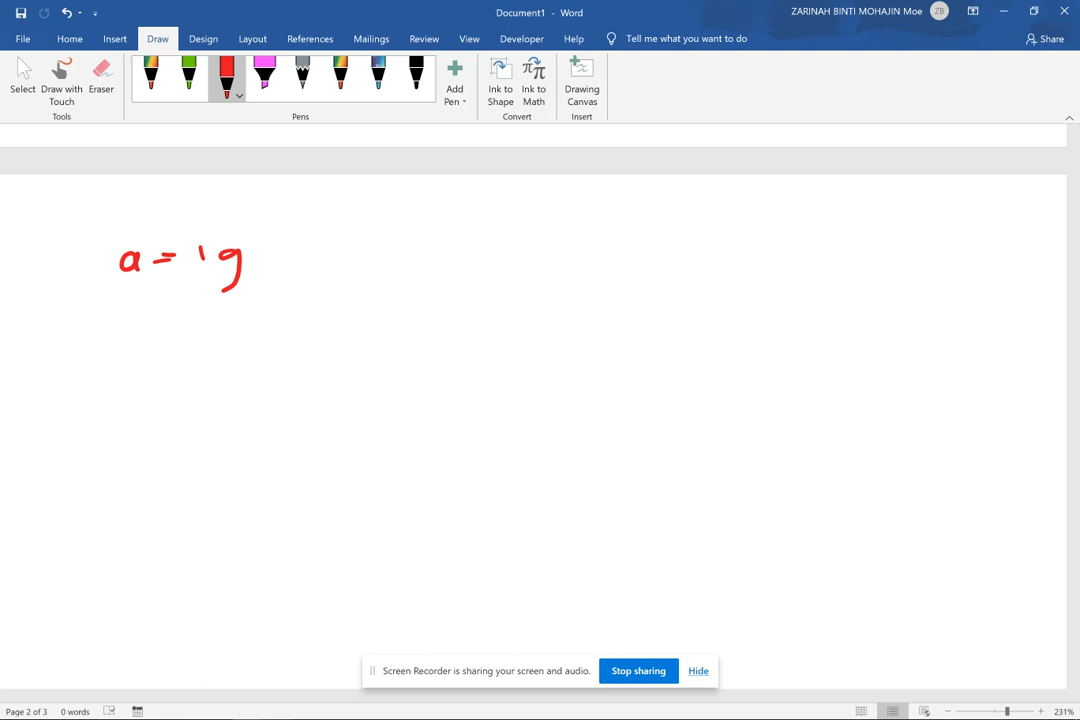 Document1 - Word
ZARINAH BINTI MOHAJIN Moe
ZB
File Home Insert Draw Design Layout References Mailings Review View Developer Help Tell me what you want to do Share
Select
Draw with Touch
Eraser
Add Pen
Ink to Shape
Ink to Math
Drawing Canvas
Tools Pens Convert Insert
a = 1 g
Screen Recorder is sharing your screen and audio. Stop sharing Hide
Page 2 of 3 0 words 231%